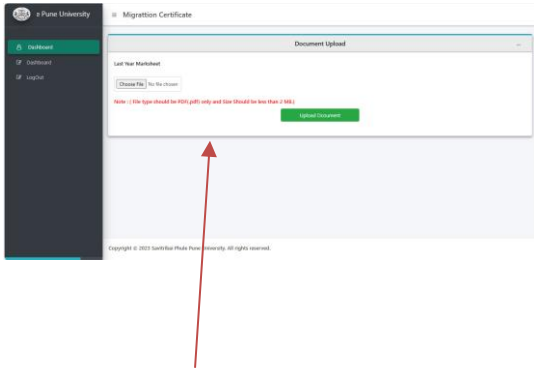 e Pune University
Migrattion Certificate
Dashboard
Dashboard
LogOut
Document Upload
Last Year Marksheet
Choose File No file chosen
Note : ( File type should be PDF(.pdf) only and Size Should be less than 2 MB.)
Upload Document
Copyright © 2023 Savitribai Phule Pune University. All rights reserved.